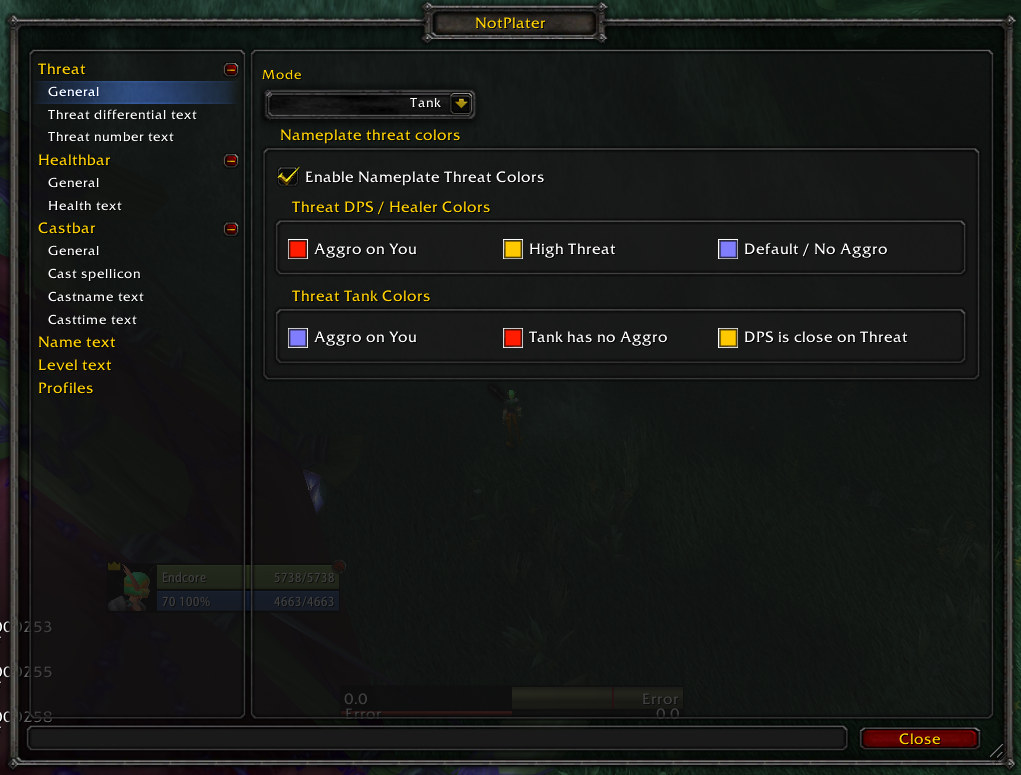 NotPlater
Threat
General
Threat differential text
Threat number text
Healthbar
General
Health text
Castbar
General
Cast spellicon
Castname text
Casttime text
Name text
Level text
Profiles
Mode
Tank
Nameplate threat colors
Enable Nameplate Threat Colors
Threat DPS / Healer Colors
Aggro on You High Threat Default / No Aggro
Threat Tank Colors
Aggro on You Tank has no Aggro DPS is close on Threat
Endcore 5738/5738
70 100% 4663/4663
0.0 Error
Error 0.0
Close